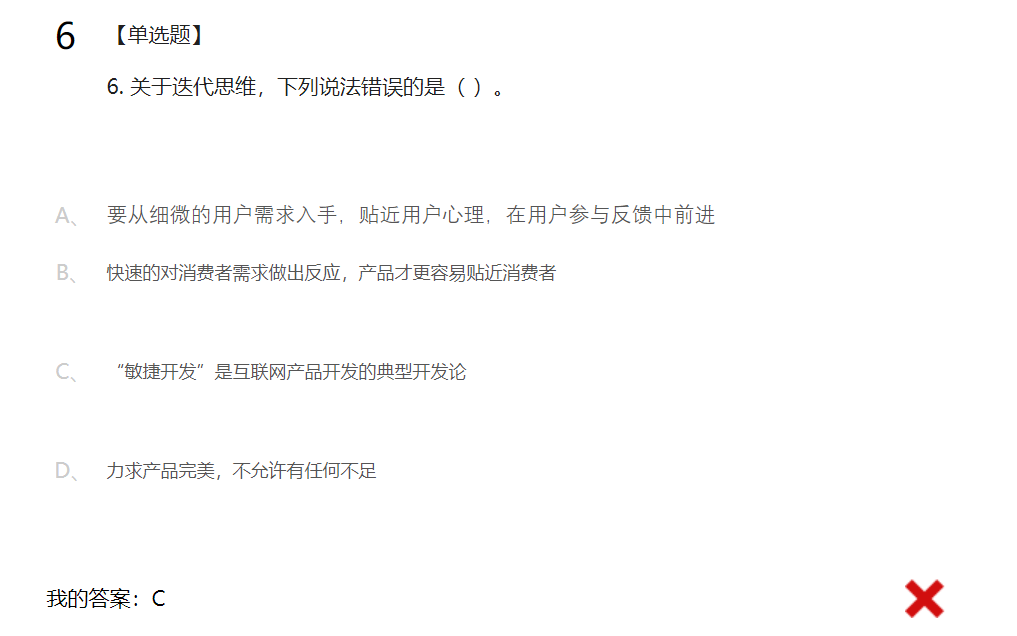 6 【单选题】
6. 关于迭代思维，下列说法错误的是（ ）。
A、 要从细微的用户需求入手，贴近用户心理，在用户参与反馈中前进
B、 快速的对消费者需求做出反应，产品才更容易贴近消费者
C、 “敏捷开发”是互联网产品开发的典型开发论
D、 力求产品完美，不允许有任何不足
我的答案：C